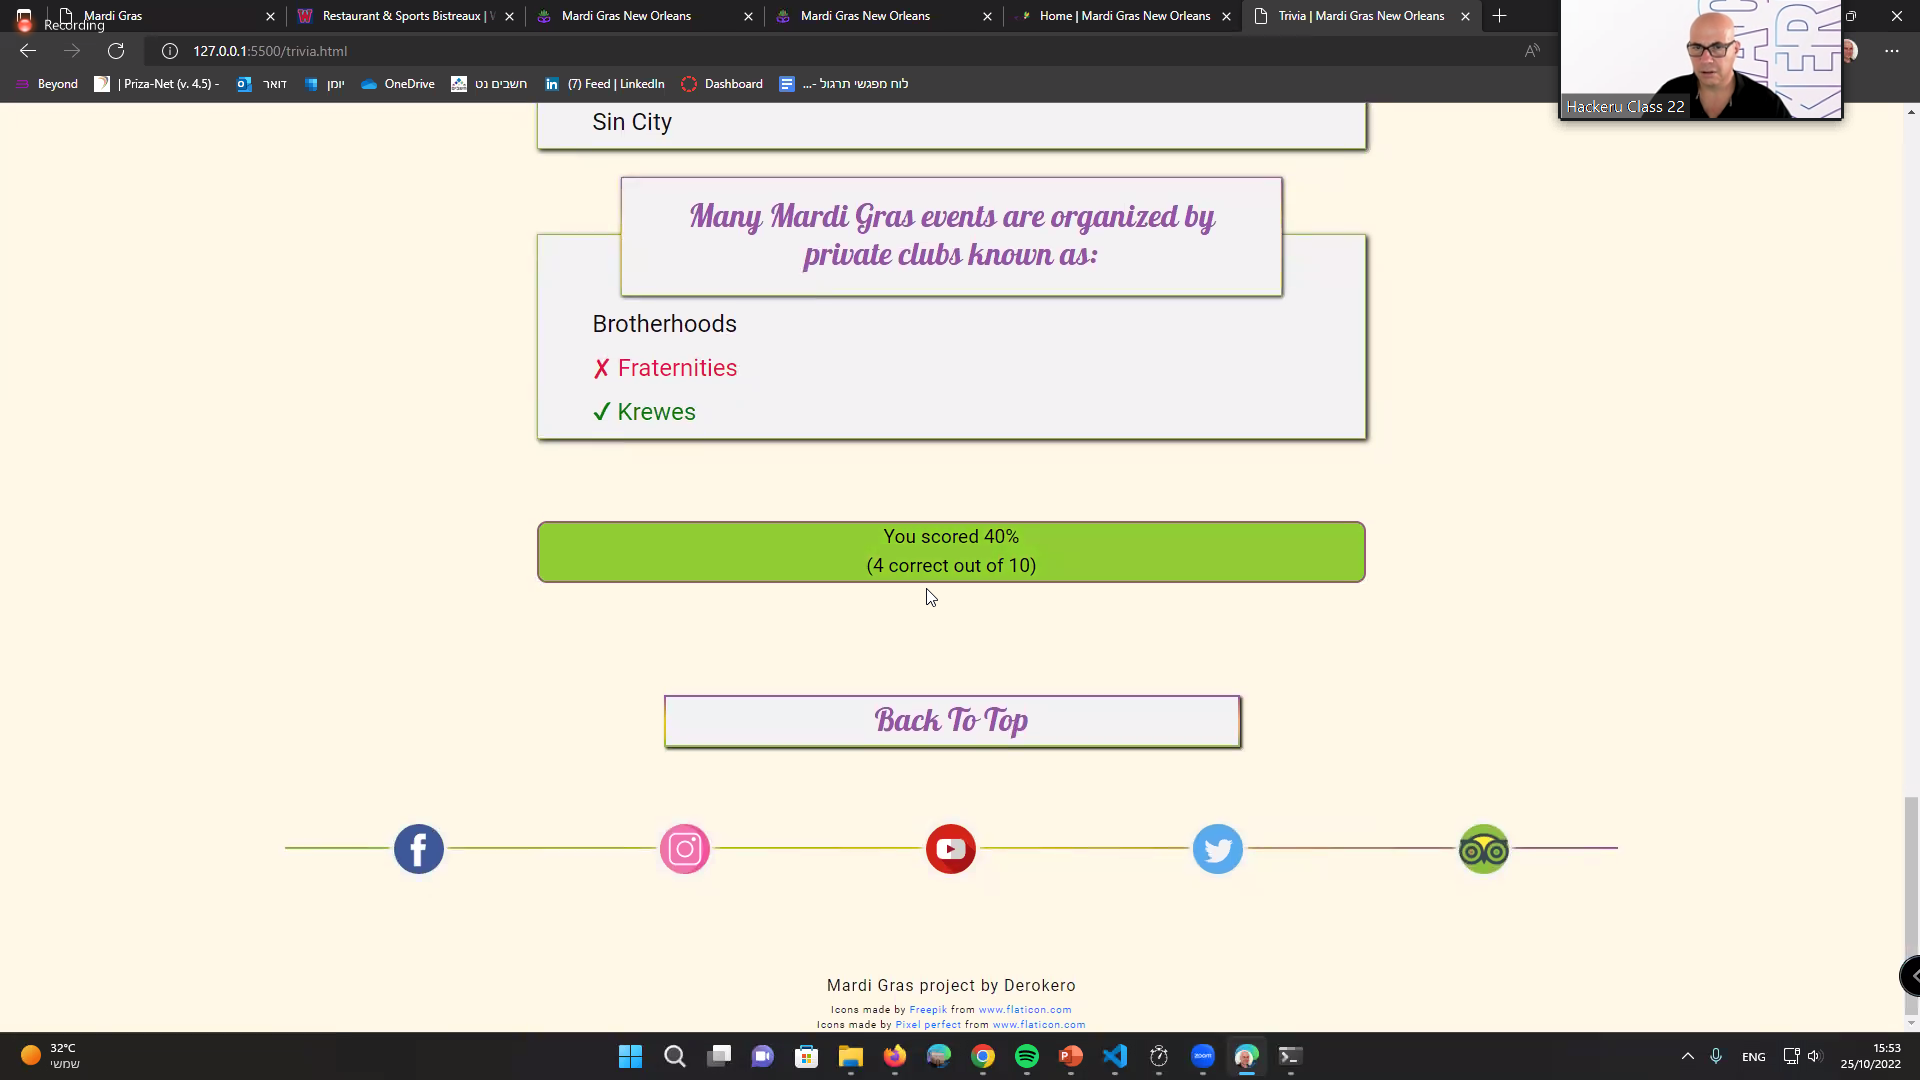 Recording
Mardi Gras
Restaurant & Sports Bistreaux | W
Mardi Gras New Orleans
Mardi Gras New Orleans
Home | Mardi Gras New Orleans
Trivia | Mardi Gras New Orleans
127.0.0.1:5500/trivia.html
Beyond
| Priza-Net (v. 4.5) -
דואר
יומן
OneDrive
חשבים נט
(7) Feed | LinkedIn
Dashboard
לוח מפגשי תרגול -...
Hackeru Class 22
Sin City
Many Mardi Gras events are organized by
private clubs known as:
Brotherhoods
✗ Fraternities
✓ Krewes
You scored 40%
(4 correct out of 10)
Back To Top
Mardi Gras project by Derokero
Icons made by Freepik from www.flaticon.com
Icons made by Pixel perfect from www.flaticon.com
32°C
שמשי
zoom
ENG
15:53
25/10/2022